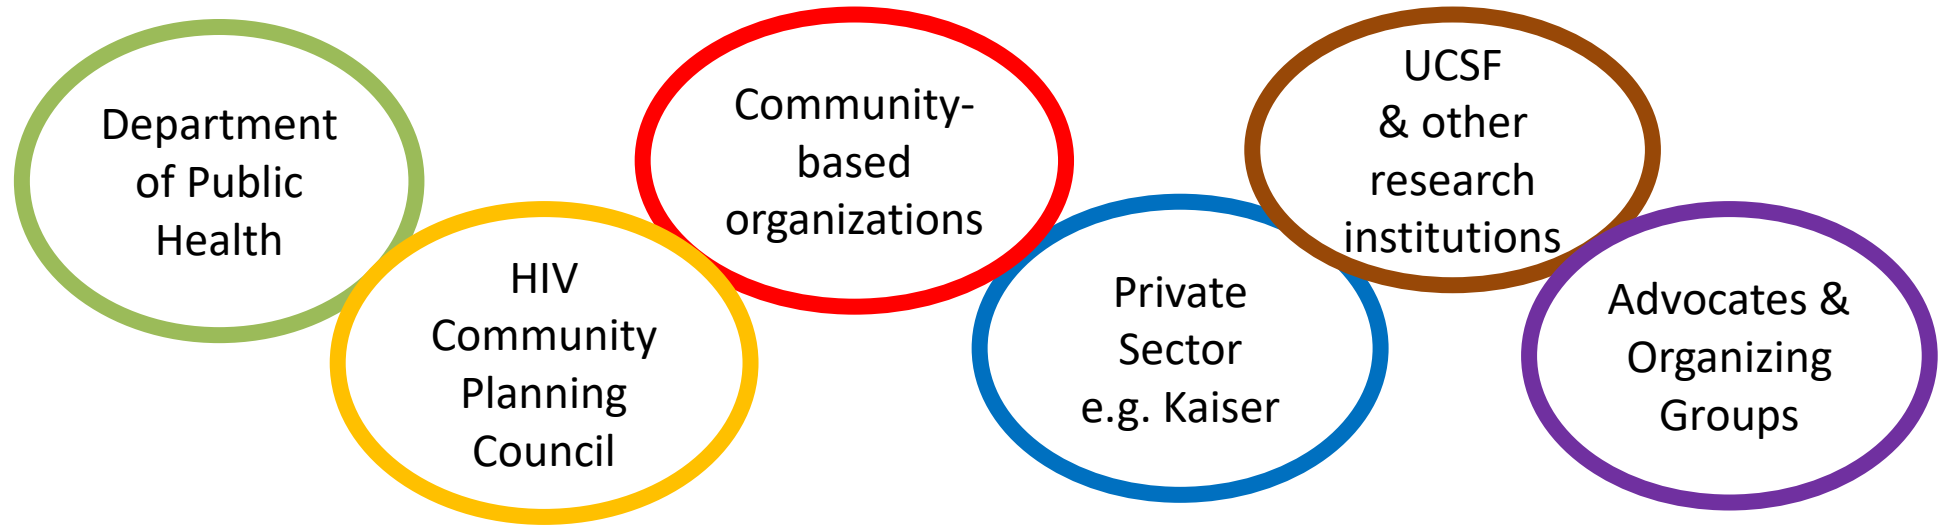 Department
of Public
Health
HIV
Community
Planning
Council
Community-
based
organizations
Private
Sector
e.g. Kaiser
UCSF
& other
research
institutions
Advocates &
Organizing
Groups